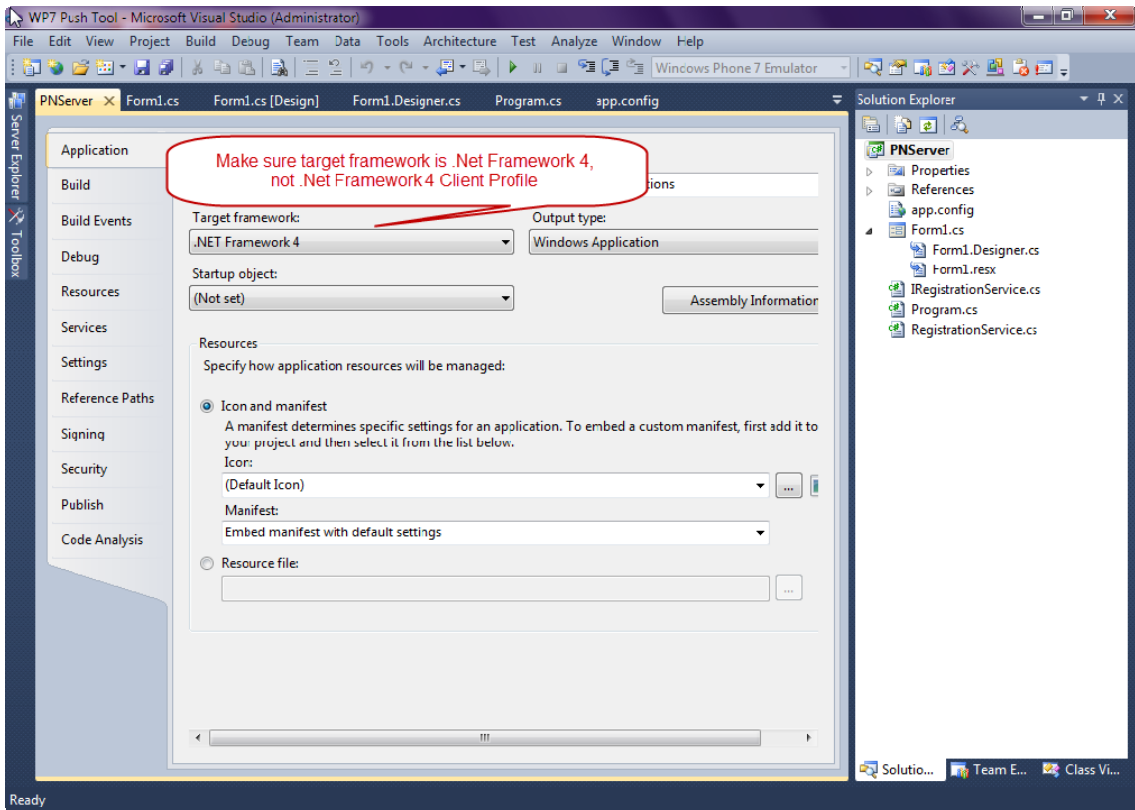 WP7 Push Tool - Microsoft Visual Studio (Administrator)
File Edit View Project Build Debug Team Data Tools Architecture Test Analyze Window Help
Windows Phone 7 Emulator
Server Explorer
Toolbox
PNServer Form1.cs Form1.cs [Design] Form1.Designer.cs Program.cs app.config
Application
Build
Build Events
Debug
Resources
Services
Settings
Reference Paths
Signing
Security
Publish
Code Analysis
Make sure target framework is .Net Framework 4,
not .Net Framework 4 Client Profile
Target framework: Output type:
.NET Framework 4 Windows Application
Startup object:
(Not set) Assembly Information
Resources
Specify how application resources will be managed:
Icon and manifest
A manifest determines specific settings for an application. To embed a custom manifest, first add it to
your project and then select it from the list below.
Icon:
(Default Icon) ...
Manifest:
Embed manifest with default settings
Resource file:
...
Solution Explorer
PNServer
Properties
References
app.config
Form1.cs
Form1.Designer.cs
Form1.resx
IRegistrationService.cs
Program.cs
RegistrationService.cs
Solutio... Team E... Class Vi...
Ready